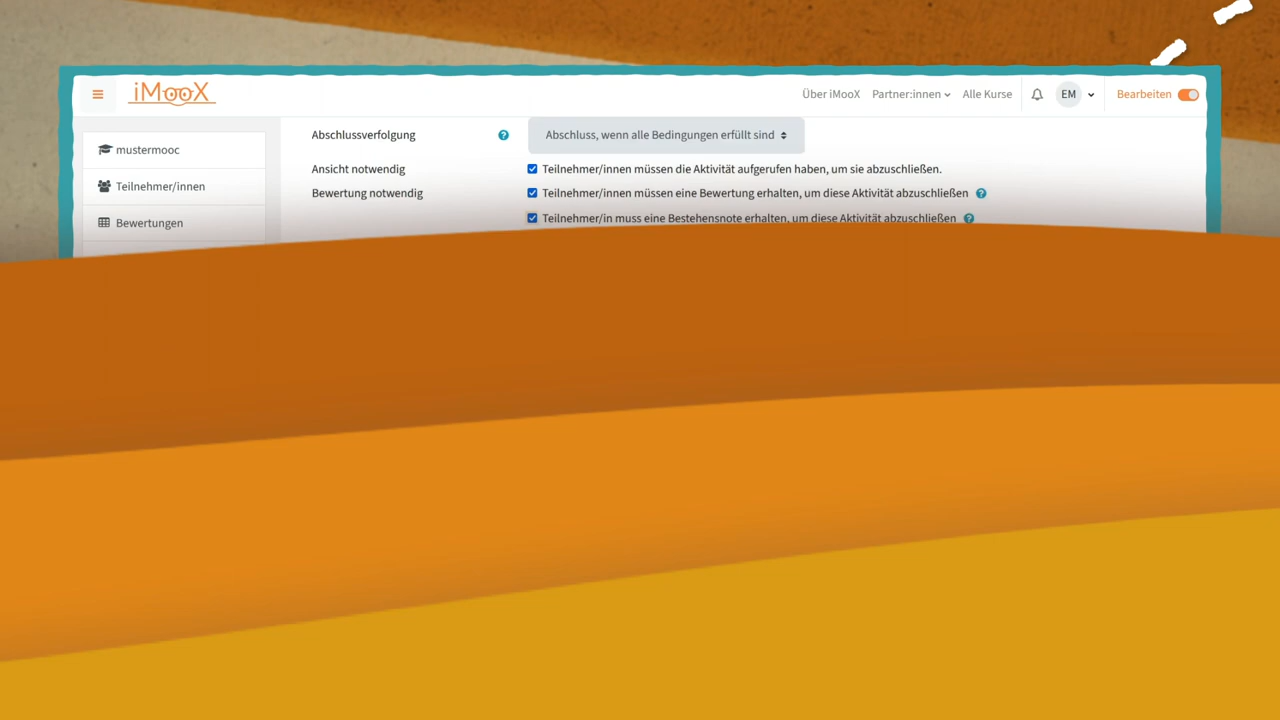 iMooX
Über iMooX Partner:innen Alle Kurse EM Bearbeiten
mustermooc
Teilnehmer/innen
Bewertungen
Abschlussverfolgung ? Abschluss, wenn alle Bedingungen erfüllt sind
Ansicht notwendig Teilnehmer/innen müssen die Aktivität aufgerufen haben, um sie abzuschließen.
Bewertung notwendig Teilnehmer/innen müssen eine Bewertung erhalten, um diese Aktivität abzuschließen ?
Teilnehmer/in muss eine Bestehensnote erhalten, um diese Aktivität abzuschließen ?